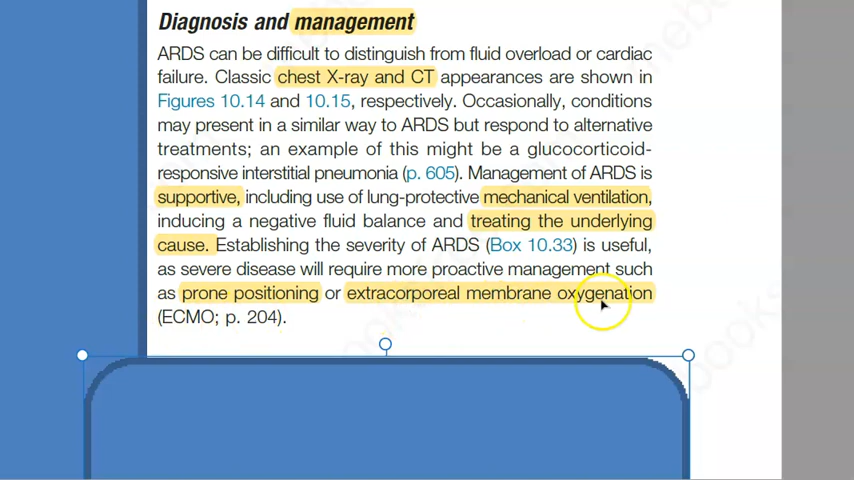 Diagnosis and management
ARDS can be difficult to distinguish from fluid overload or cardiac
failure. Classic chest X-ray and CT appearances are shown in
Figures 10.14 and 10.15, respectively. Occasionally, conditions
may present in a similar way to ARDS but respond to alternative
treatments; an example of this might be a glucocorticoid-
responsive interstitial pneumonia (p. 605). Management of ARDS is
supportive, including use of lung-protective mechanical ventilation,
inducing a negative fluid balance and treating the underlying
cause. Establishing the severity of ARDS (Box 10.33) is useful,
as severe disease will require more proactive management such
as prone positioning or extracorporeal membrane oxygenation
(ECMO; p. 204).